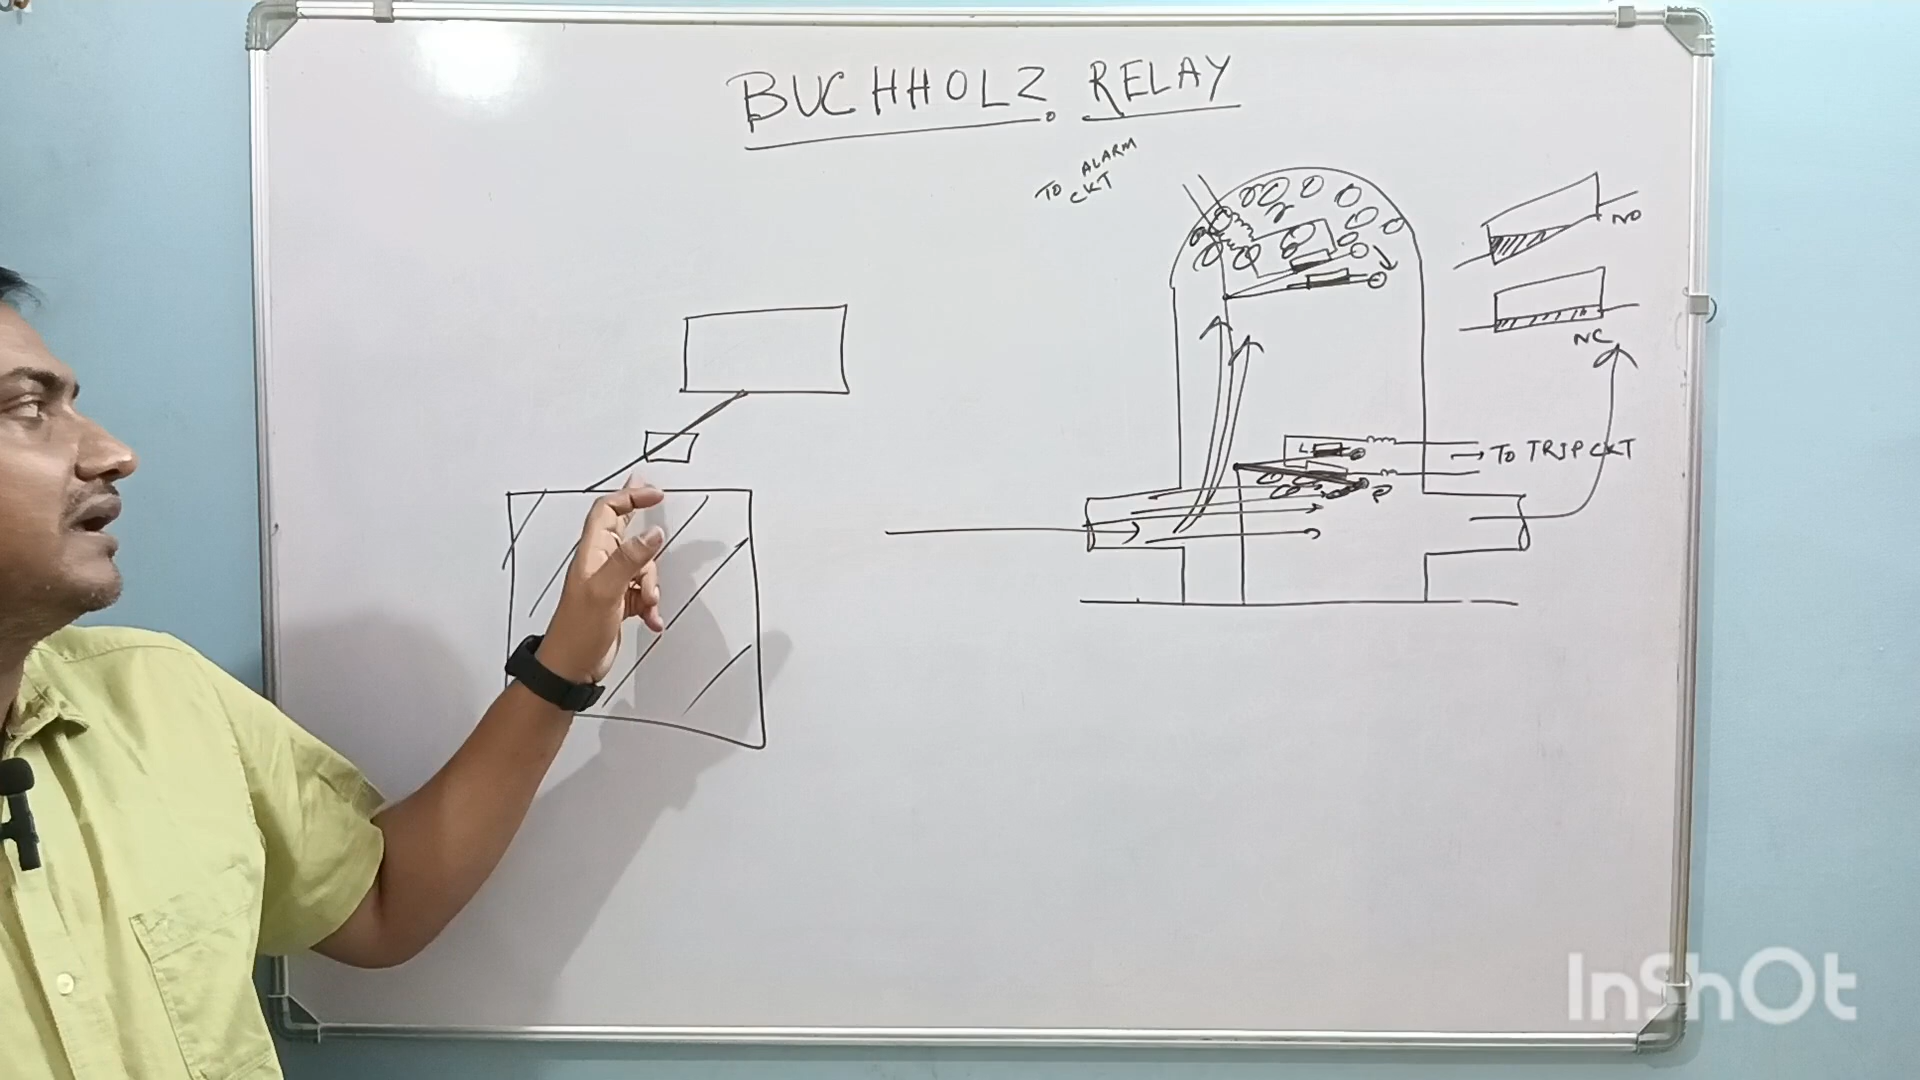 BUCHHOLZ RELAY
TO ALARM
CKT
NO
NC
L
→ TO TRIP CKT
P
InShOt